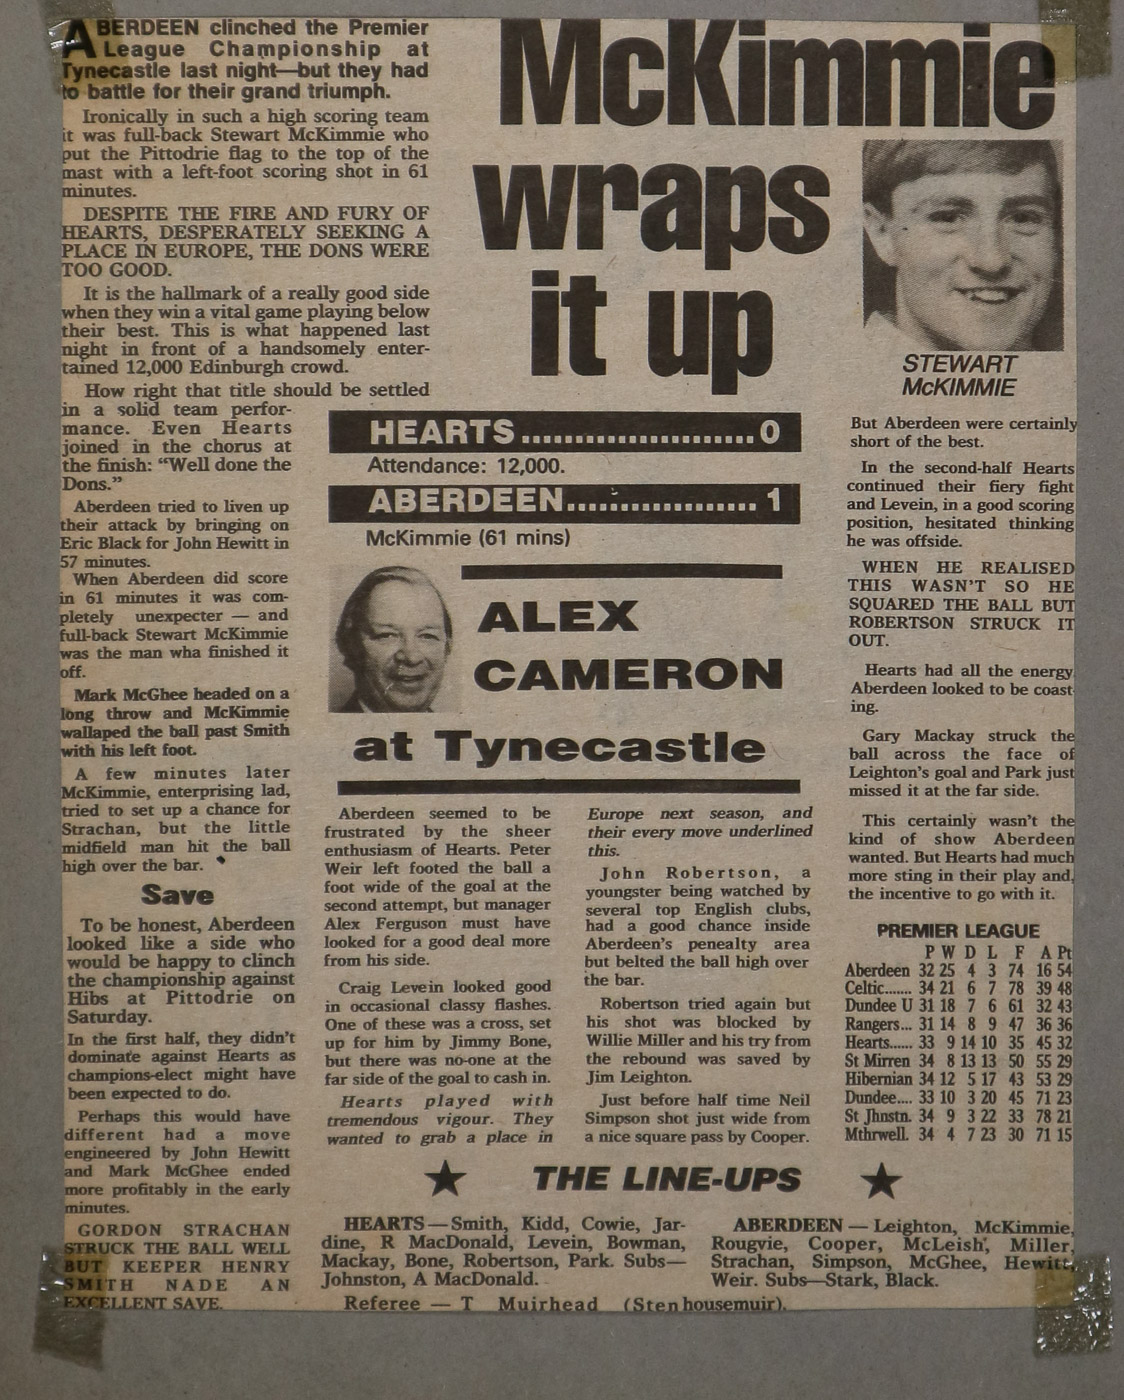 McKimmie
wraps
it up
ABERDEEN clinched the Premier
League Championship at
Tynecastle last night—but they had
to battle for their grand triumph.
Ironically in such a high scoring team
it was full-back Stewart McKimmie who
put the Pittodrie flag to the top of the
mast with a left-foot scoring shot in 61
minutes.
DESPITE THE FIRE AND FURY OF
HEARTS, DESPERATELY SEEKING A
PLACE IN EUROPE, THE DONS WERE
TOO GOOD.
It is the hallmark of a really good side
when they win a vital game playing below
their best. This is what happened last
night in front of a handsomely enter-
tained 12,000 Edinburgh crowd.
How right that title should be settled
in a solid team perfor-
mance. Even Hearts
joined in the chorus at
the finish: “Well done the
Dons.”
Aberdeen tried to liven up
their attack by bringing on
Eric Black for John Hewitt in
57 minutes.
When Aberdeen did score
in 61 minutes it was com-
pletely unexpecter — and
full-back Stewart McKimmie
was the man wha finished it
off.
Mark McGhee headed on a
long throw and McKimmie
wallaped the ball past Smith
with his left foot.
A few minutes later
McKimmie, enterprising lad,
tried to set up a chance for
Strachan, but the little
midfield man hit the ball
high over the bar.
Save
To be honest, Aberdeen
looked like a side who
would be happy to clinch
the championship against
Hibs at Pittodrie on
Saturday.
In the first half, they didn't
dominate against Hearts as
champions-elect might have
been expected to do.
Perhaps this would have
different had a move
engineered by John Hewitt
and Mark McGhee ended
more profitably in the early
minutes.
GORDON STRACHAN
STRUCK THE BALL WELL
BUT KEEPER HENRY
SMITH NADE AN
EXCELLENT SAVE.
HEARTS.......................0
Attendance: 12,000.
ABERDEEN................... 1
McKimmie (61 mins)
ALEX
CAMERON
at Tynecastle
Aberdeen seemed to be
frustrated by the sheer
enthusiasm of Hearts. Peter
Weir left footed the ball a
foot wide of the goal at the
second attempt, but manager
Alex Ferguson must have
looked for a good deal more
from his side.
Craig Levein looked good
in occasional classy flashes.
One of these was a cross, set
up for him by Jimmy Bone,
but there was no-one at the
far side of the goal to cash in.
Hearts played with
tremendous vigour. They
wanted to grab a place in
Europe next season, and
their every move underlined
this.
John Robertson, a
youngster being watched by
several top English clubs,
had a good chance inside
Aberdeen's penealty area
but belted the ball high over
the bar.
Robertson tried again but
his shot was blocked by
Willie Miller and his try from
the rebound was saved by
Jim Leighton.
Just before half time Neil
Simpson shot just wide from
a nice square pass by Cooper.
STEWART
McKIMMIE
But Aberdeen were certainly
short of the best.
In the second-half Hearts
continued their fiery fight
and Levein, in a good scoring
position, hesitated thinking
he was offside.
WHEN HE REALISED
THIS WASN'T SO HE
SQUARED THE BALL BUT
ROBERTSON STRUCK IT
OUT.
Hearts had all the energy
Aberdeen looked to be coast-
ing.
Gary Mackay struck the
ball across the face of
Leighton's goal and Park just
missed it at the far side.
This certainly wasn't the
kind of show Aberdeen
wanted. But Hearts had much
more sting in their play and,
the incentive to go with it.
PREMIER LEAGUE
P W D L F A Pt
Aberdeen 32 25 4 3 74 16 54
Celtic....... 34 21 6 7 78 39 48
Dundee U 31 18 7 6 61 32 43
Rangers... 31 14 8 9 47 36 36
Hearts...... 33 9 14 10 35 45 32
St Mirren 34 8 13 13 50 55 29
Hibernian 34 12 5 17 43 53 29
Dundee.... 33 10 3 20 45 71 23
St Jhnstn. 34 9 3 22 33 78 21
Mthrwell. 34 4 7 23 30 71 15
★ THE LINE-UPS ★
HEARTS—Smith, Kidd, Cowie, Jar-
dine, R MacDonald, Levein, Bowman,
Mackay, Bone, Robertson, Park. Subs—
Johnston, A MacDonald.
ABERDEEN — Leighton, McKimmie,
Rougvie, Cooper, McLeish, Miller,
Strachan, Simpson, McGhee, Hewitt,
Weir. Subs—Stark, Black.
Referee — T Muirhead (Stenhousemuir).